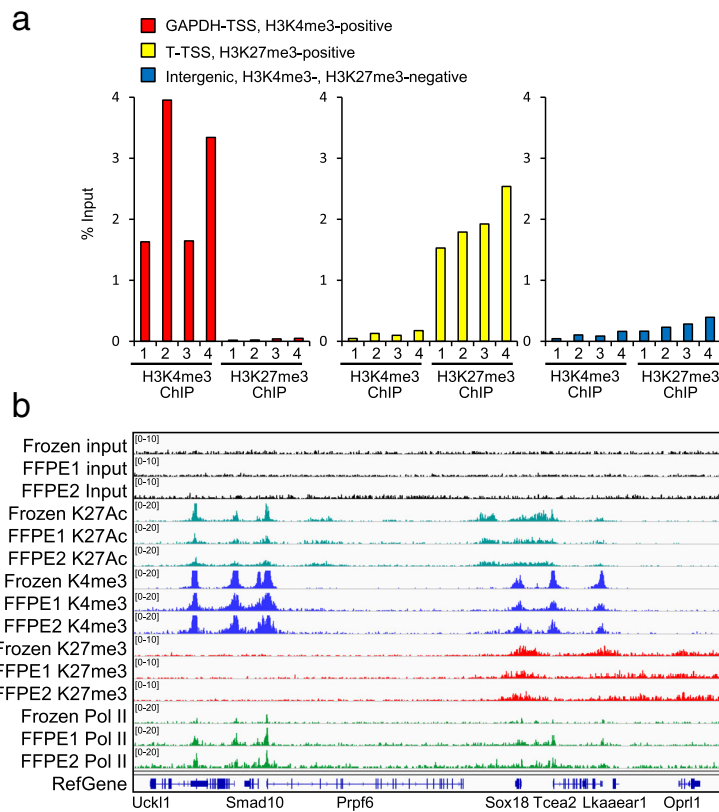 a
GAPDH-TSS, H3K4me3-positive
T-TSS, H3K27me3-positive
Intergenic, H3K4me3-, H3K27me3-negative
% Input
4 4 4
3 3 3
2 2 2
1 1 1
0 0 0
1 2 3 4 1 2 3 4 1 2 3 4 1 2 3 4 1 2 3 4 1 2 3 4
H3K4me3 H3K27me3 H3K4me3 H3K27me3 H3K4me3 H3K27me3
ChIP ChIP ChIP ChIP ChIP ChIP
b
Frozen input [0-10]
FFPE1 input [0-10]
FFPE2 Input [0-10]
Frozen K27Ac [0-20]
FFPE1 K27Ac [0-20]
FFPE2 K27Ac [0-20]
Frozen K4me3 [0-20]
FFPE1 K4me3 [0-20]
FFPE2 K4me3 [0-20]
Frozen K27me3 [0-10]
FFPE1 K27me3 [0-10]
FFPE2 K27me3 [0-10]
Frozen Pol II [0-20]
FFPE1 Pol II [0-20]
FFPE2 Pol II [0-20]
RefGene
Uckl1 Smad10 Prpf6 Sox18 Tcea2 Lkaaear1 Oprl1